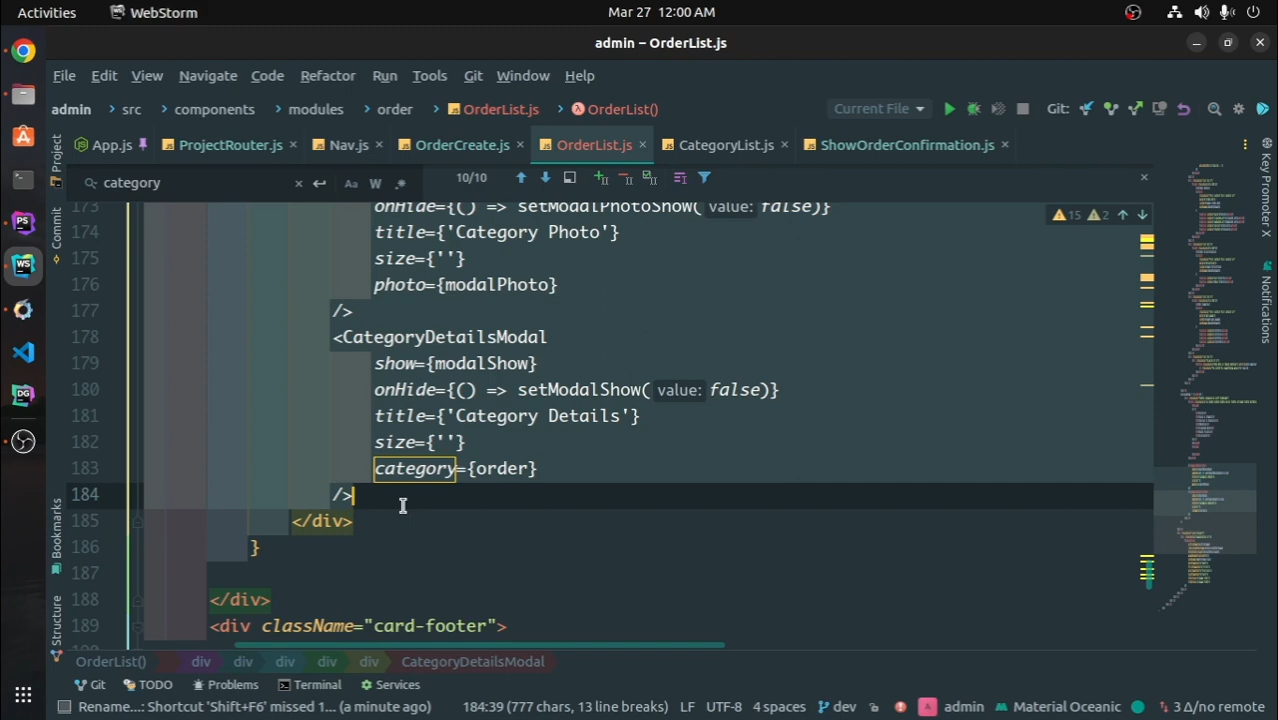 Activities WebStorm Mar 27 12:00 AM
admin – OrderList.js
File Edit View Navigate Code Refactor Run Tools Git Window Help
admin src components modules order OrderList.js OrderList() Current File Git:
App.js ProjectRouter.js Nav.js OrderCreate.js OrderList.js CategoryList.js ShowOrderConfirmation.js
category Aa W .* 10/10
173 onHide={() => setModalPhotoShow( value: false)}
15 2
174 title={'Category Photo'}
175 size={''}
176 photo={modalPhoto}
177 />
178 <CategoryDetailsModal
179 show={modalShow}
180 onHide={() => setModalShow( value: false)}
181 title={'Category Details'}
182 size={''}
183 category={order}
184 />
185 </div>
186 }
187
188 </div>
189 <div className="card-footer">
OrderList() div div div div div CategoryDetailsModal
Git TODO Problems Terminal Services
Rename...: Shortcut 'Shift+F6' missed 1... (a minute ago) 184:39 (777 chars, 13 line breaks) LF UTF-8 4 spaces dev A admin Material Oceanic 3 Δ/no remote
Project
Commit
Bookmarks
Structure
Key Promoter X
Notifications